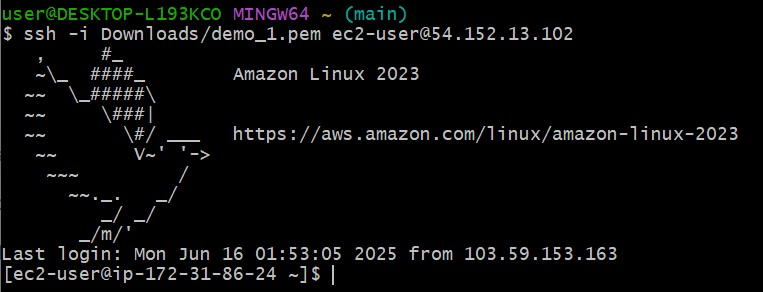 user@DESKTOP-L193KCO MINGW64 ~ (main)
$ ssh -i Downloads/demo_1.pem ec2-user@54.152.13.102
   ,     #_
   ~\_  ####_        Amazon Linux 2023
  ~~  \_#####\
  ~~     \###|
  ~~       \#/ ___   https://aws.amazon.com/linux/amazon-linux-2023
   ~~       V~' '->
    ~~~         /
      ~~._.   _/
         _/ _/
       _/m/'
Last login: Mon Jun 16 01:53:05 2025 from 103.59.153.163
[ec2-user@ip-172-31-86-24 ~]$